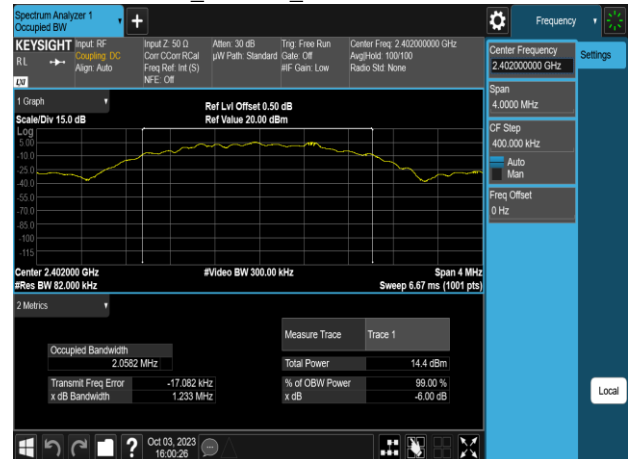 Spectrum Analyzer 1
Occupied BW
Frequency
KEYSIGHT
RL
LXI
Input: RF
Coupling: DC
Align: Auto
Input Z: 50 Ω
Corr CCorr RCal
Freq Ref: Int (S)
NFE: Off
Atten: 30 dB
µW Path: Standard
Trig: Free Run
Gate: Off
#IF Gain: Low
Center Freq: 2.402000000 GHz
Avg|Hold: 100/100
Radio Std: None
Center Frequency
2.402000000 GHz
Settings
Span
4.0000 MHz
CF Step
400.000 kHz
Auto
Man
Freq Offset
0 Hz
Local
1 Graph
Scale/Div 15.0 dB
Ref Lvl Offset 0.50 dB
Ref Value 20.00 dBm
Log
5.00
-10.0
-25.0
-40.0
-55.0
-70.0
-85.0
-100
-115
Center 2.402000 GHz
#Res BW 82.000 kHz
#Video BW 300.00 kHz
Span 4 MHz
Sweep 6.67 ms (1001 pts)
2 Metrics
Measure Trace
Trace 1
Occupied Bandwidth
2.0582 MHz
Total Power
14.4 dBm
Transmit Freq Error
-17.082 kHz
% of OBW Power
99.00 %
x dB Bandwidth
1.233 MHz
x dB
-6.00 dB
Oct 03, 2023
16:00:26